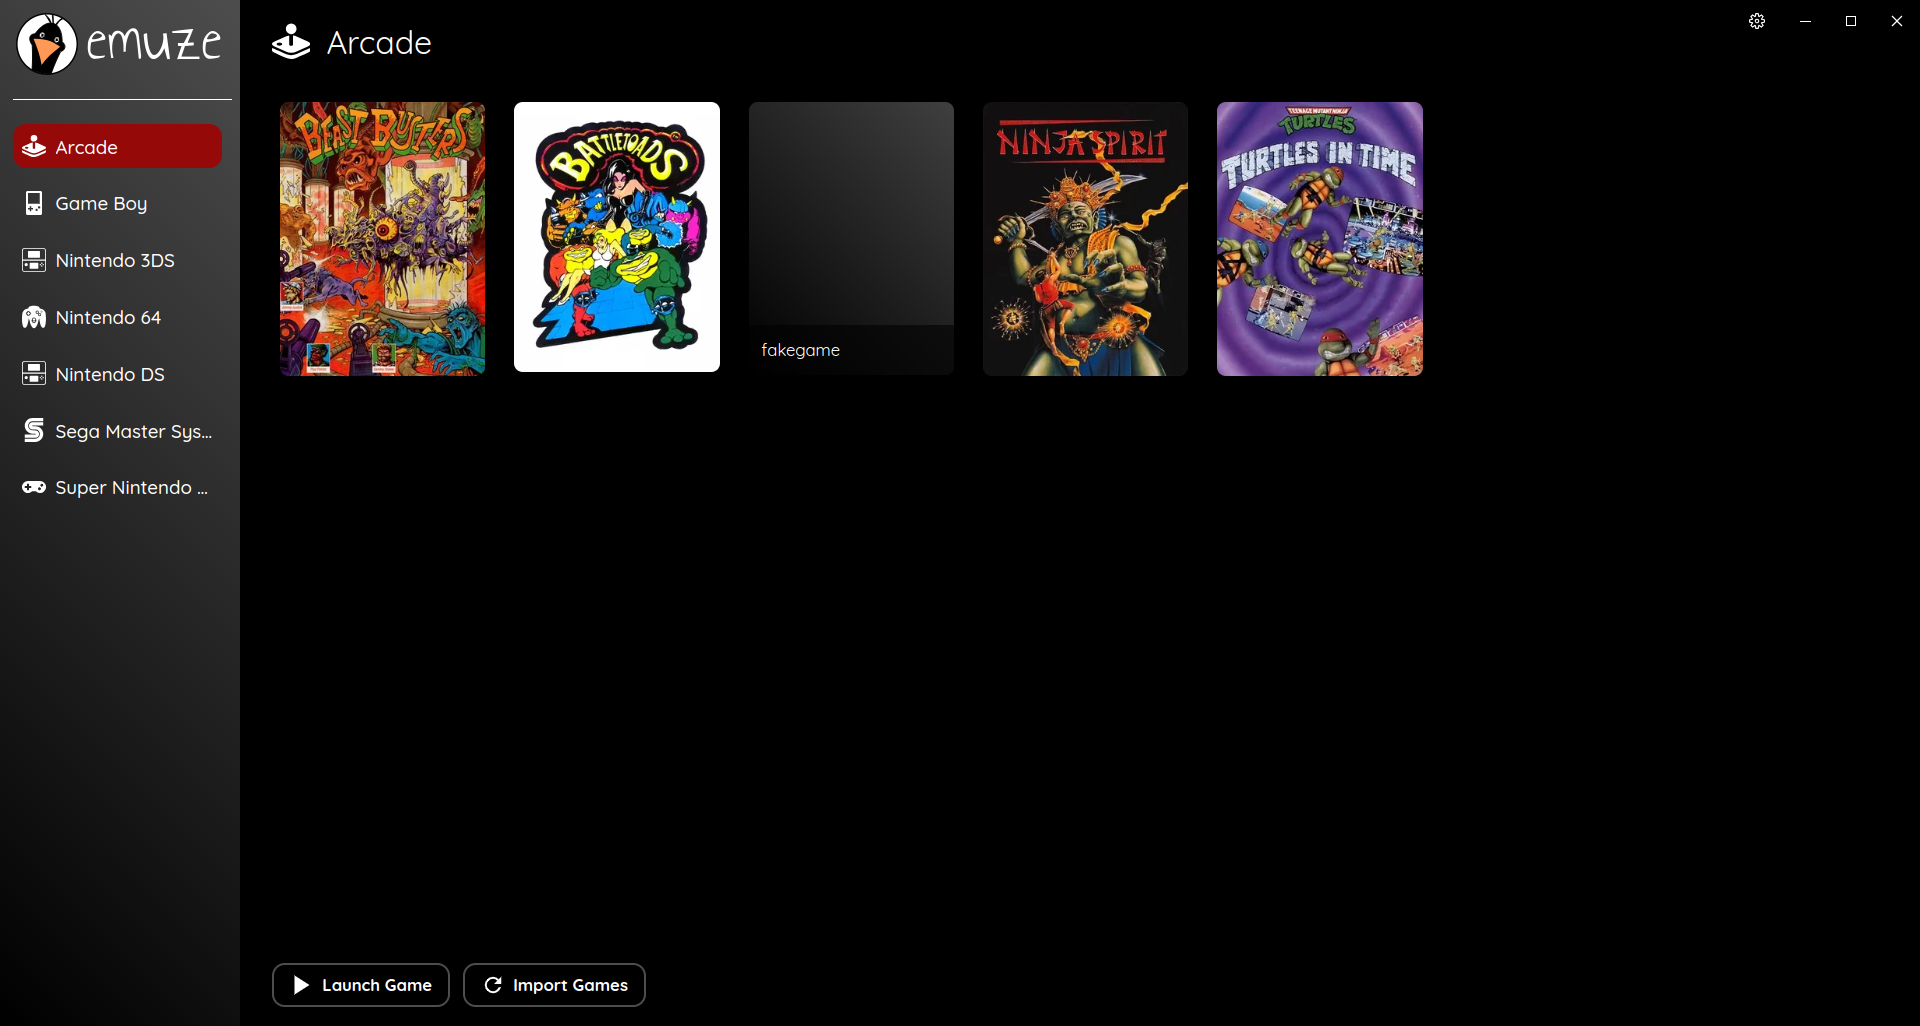 emuze
Arcade
Arcade
Game Boy
Nintendo 3DS
Nintendo 64
Nintendo DS
Sega Master Sys...
Super Nintendo ...
BEAST BUSTERS
BATTLETOADS
fakegame
NINJA SPIRIT
TEENAGE MUTANT NINJA
TURTLES
TURTLES IN TIME
Launch Game
Import Games